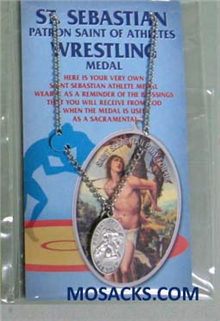 ST. SEBASTIAN
PATRON SAINT OF ATHLETES
WRESTLING
MEDAL
HERE IS YOUR VERY OWN
SAINT SEBASTIAN ATHLETE MEDAL
WEAR IT AS A REMINDER OF THE BLESSINGS
THAT YOU WILL RECEIVE FROM GOD
WHEN THE MEDAL IS USED
AS A SACRAMENTAL
MOSACKS.COM